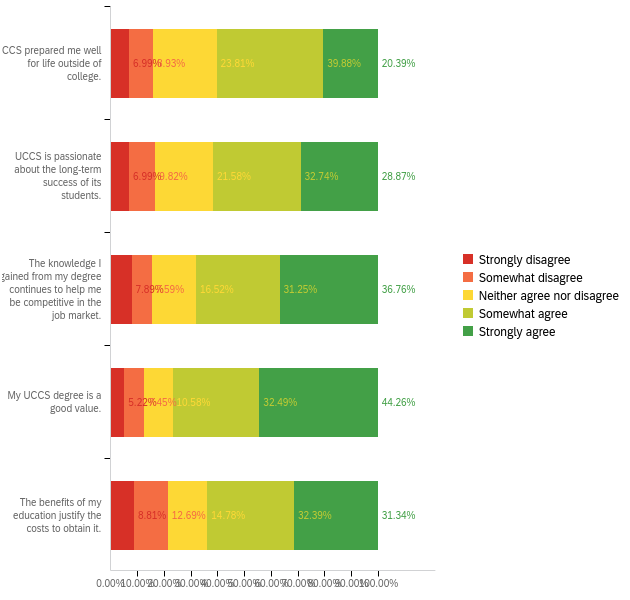 CCS prepared me well
for life outside of
college.
6.99% 8.93% 23.81% 39.88% 20.39%
UCCS is passionate
about the long-term
success of its
students.
6.99% 9.82% 21.58% 32.74% 28.87%
The knowledge I
gained from my degree
continues to help me
be competitive in the
job market.
7.89% 7.59% 16.52% 31.25% 36.76%
My UCCS degree is a
good value.
5.22% 7.45% 10.58% 32.49% 44.26%
The benefits of my
education justify the
costs to obtain it.
8.81% 12.69% 14.78% 32.39% 31.34%
0.00% 10.00% 20.00% 30.00% 40.00% 50.00% 60.00% 70.00% 80.00% 90.00% 100.00%
Strongly disagree
Somewhat disagree
Neither agree nor disagree
Somewhat agree
Strongly agree